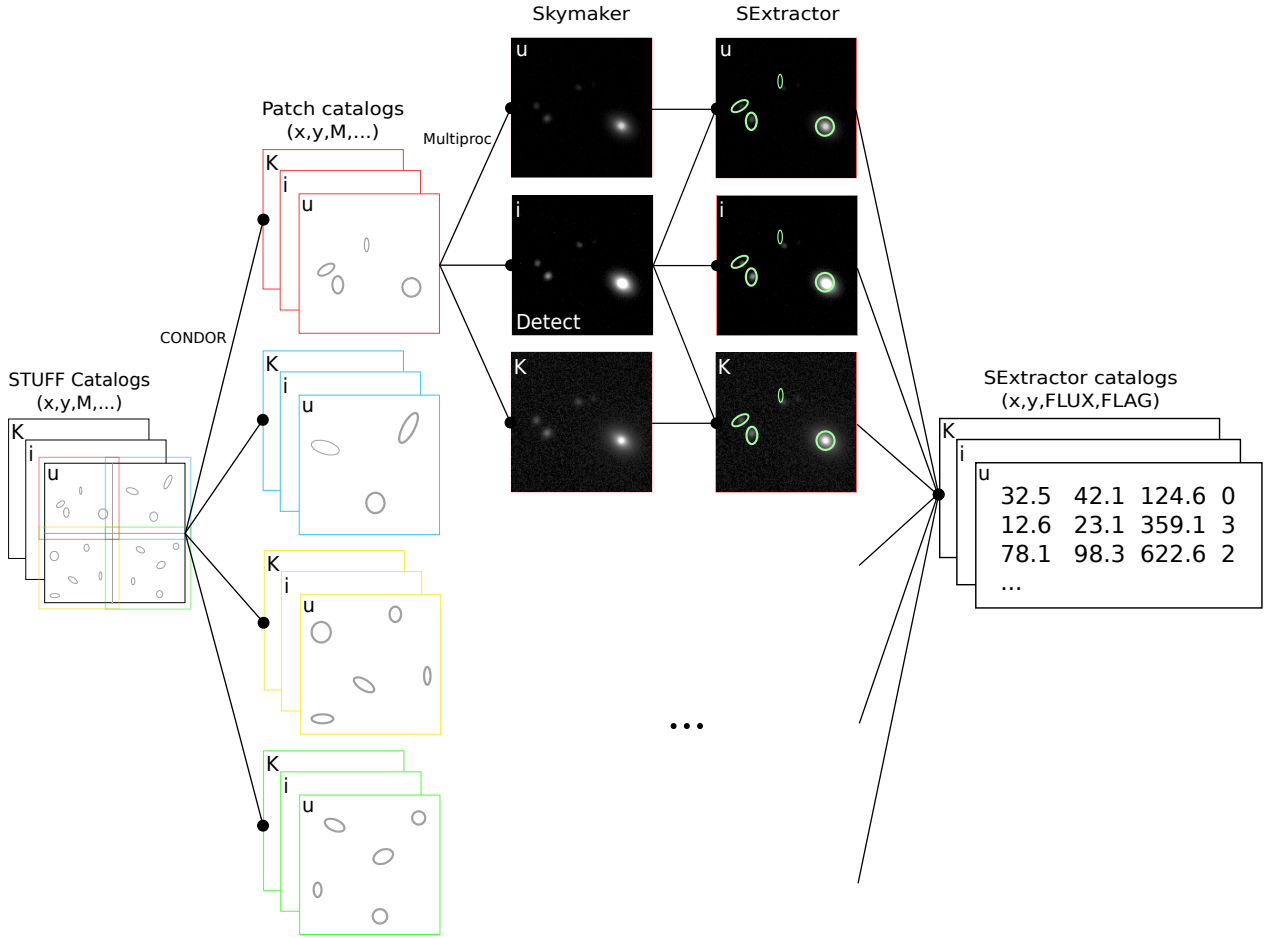 Skymaker
SExtractor
u
u
Patch catalogs
(x,y,M,...)
Multiproc
K
i
u
i
Detect
i
CONDOR
K
K
STUFF Catalogs
(x,y,M,...)
K
i
u
K
i
u
SExtractor catalogs
(x,y,FLUX,FLAG)
K
i
u
32.5 42.1 124.6 0
12.6 23.1 359.1 3
78.1 98.3 622.6 2
...
K
i
u
...
K
i
u